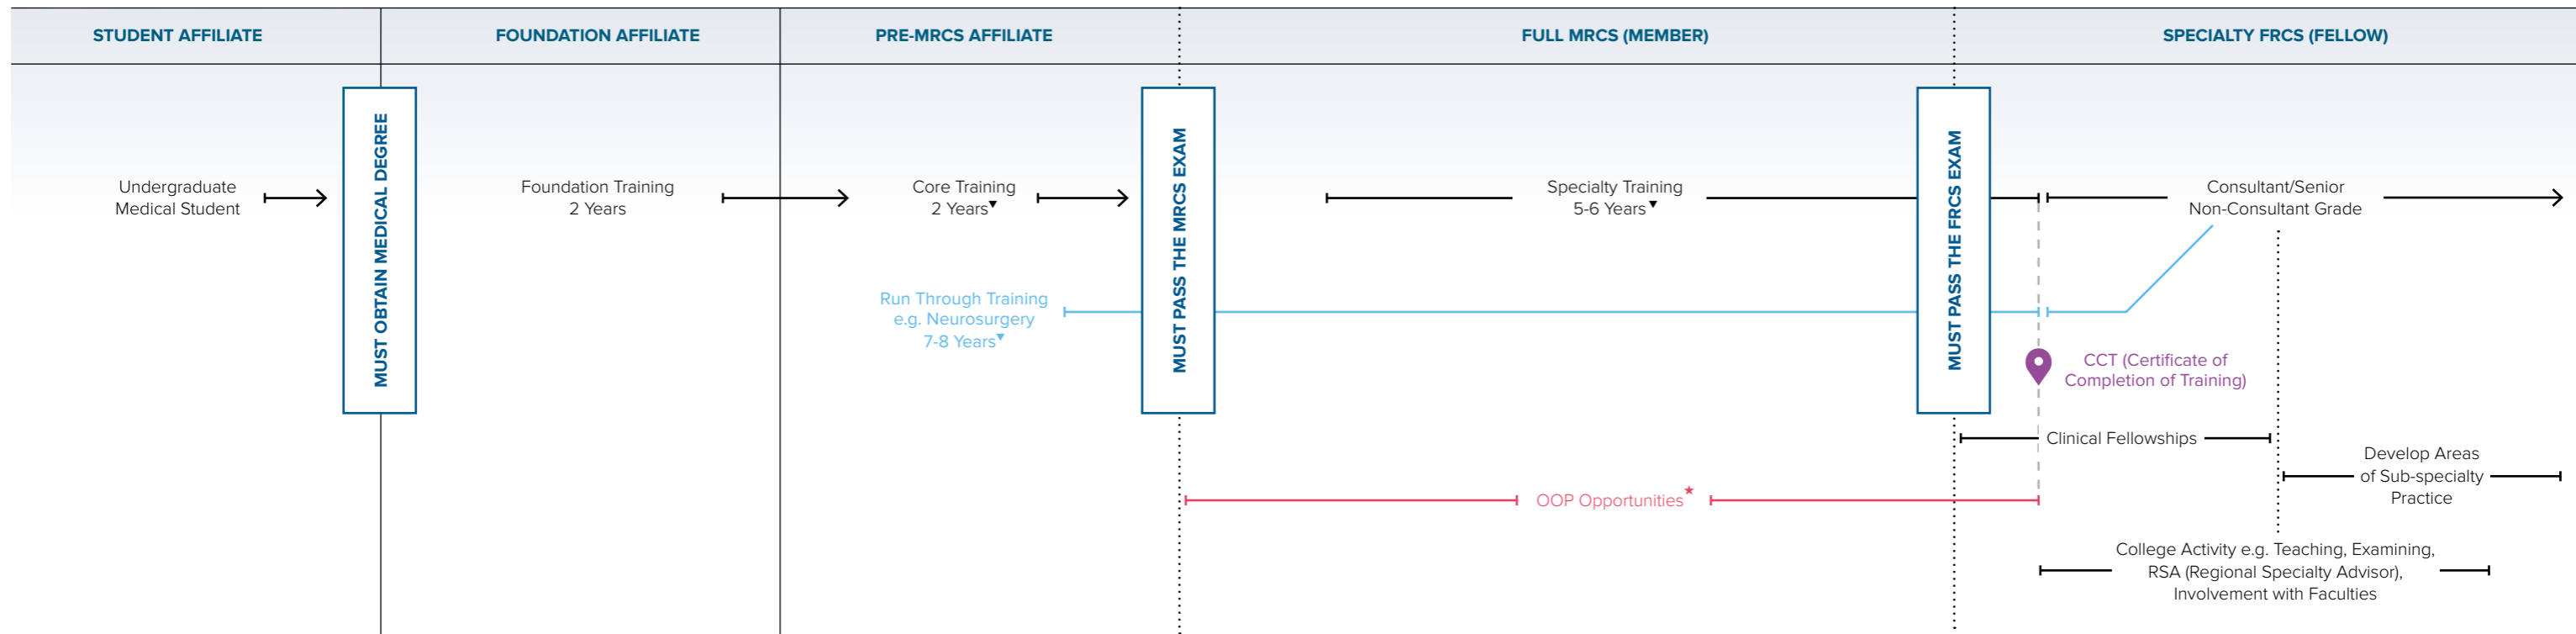 STUDENT AFFILIATE
FOUNDATION AFFILIATE
PRE-MRCS AFFILIATE
FULL MRCS (MEMBER)
SPECIALTY FRCS (FELLOW)
Undergraduate
Medical Student
MUST OBTAIN MEDICAL DEGREE
Foundation Training
2 Years
Core Training
2 Years▼
Run Through Training
e.g. Neurosurgery
7-8 Years▼
MUST PASS THE MRCS EXAM
Specialty Training
5-6 Years▼
OOP Opportunities★
MUST PASS THE FRCS EXAM
Consultant/Senior
Non-Consultant Grade
CCT (Certificate of
Completion of Training)
Clinical Fellowships
Develop Areas
of Sub-specialty
Practice
College Activity e.g. Teaching, Examining,
RSA (Regional Specialty Advisor),
Involvement with Faculties